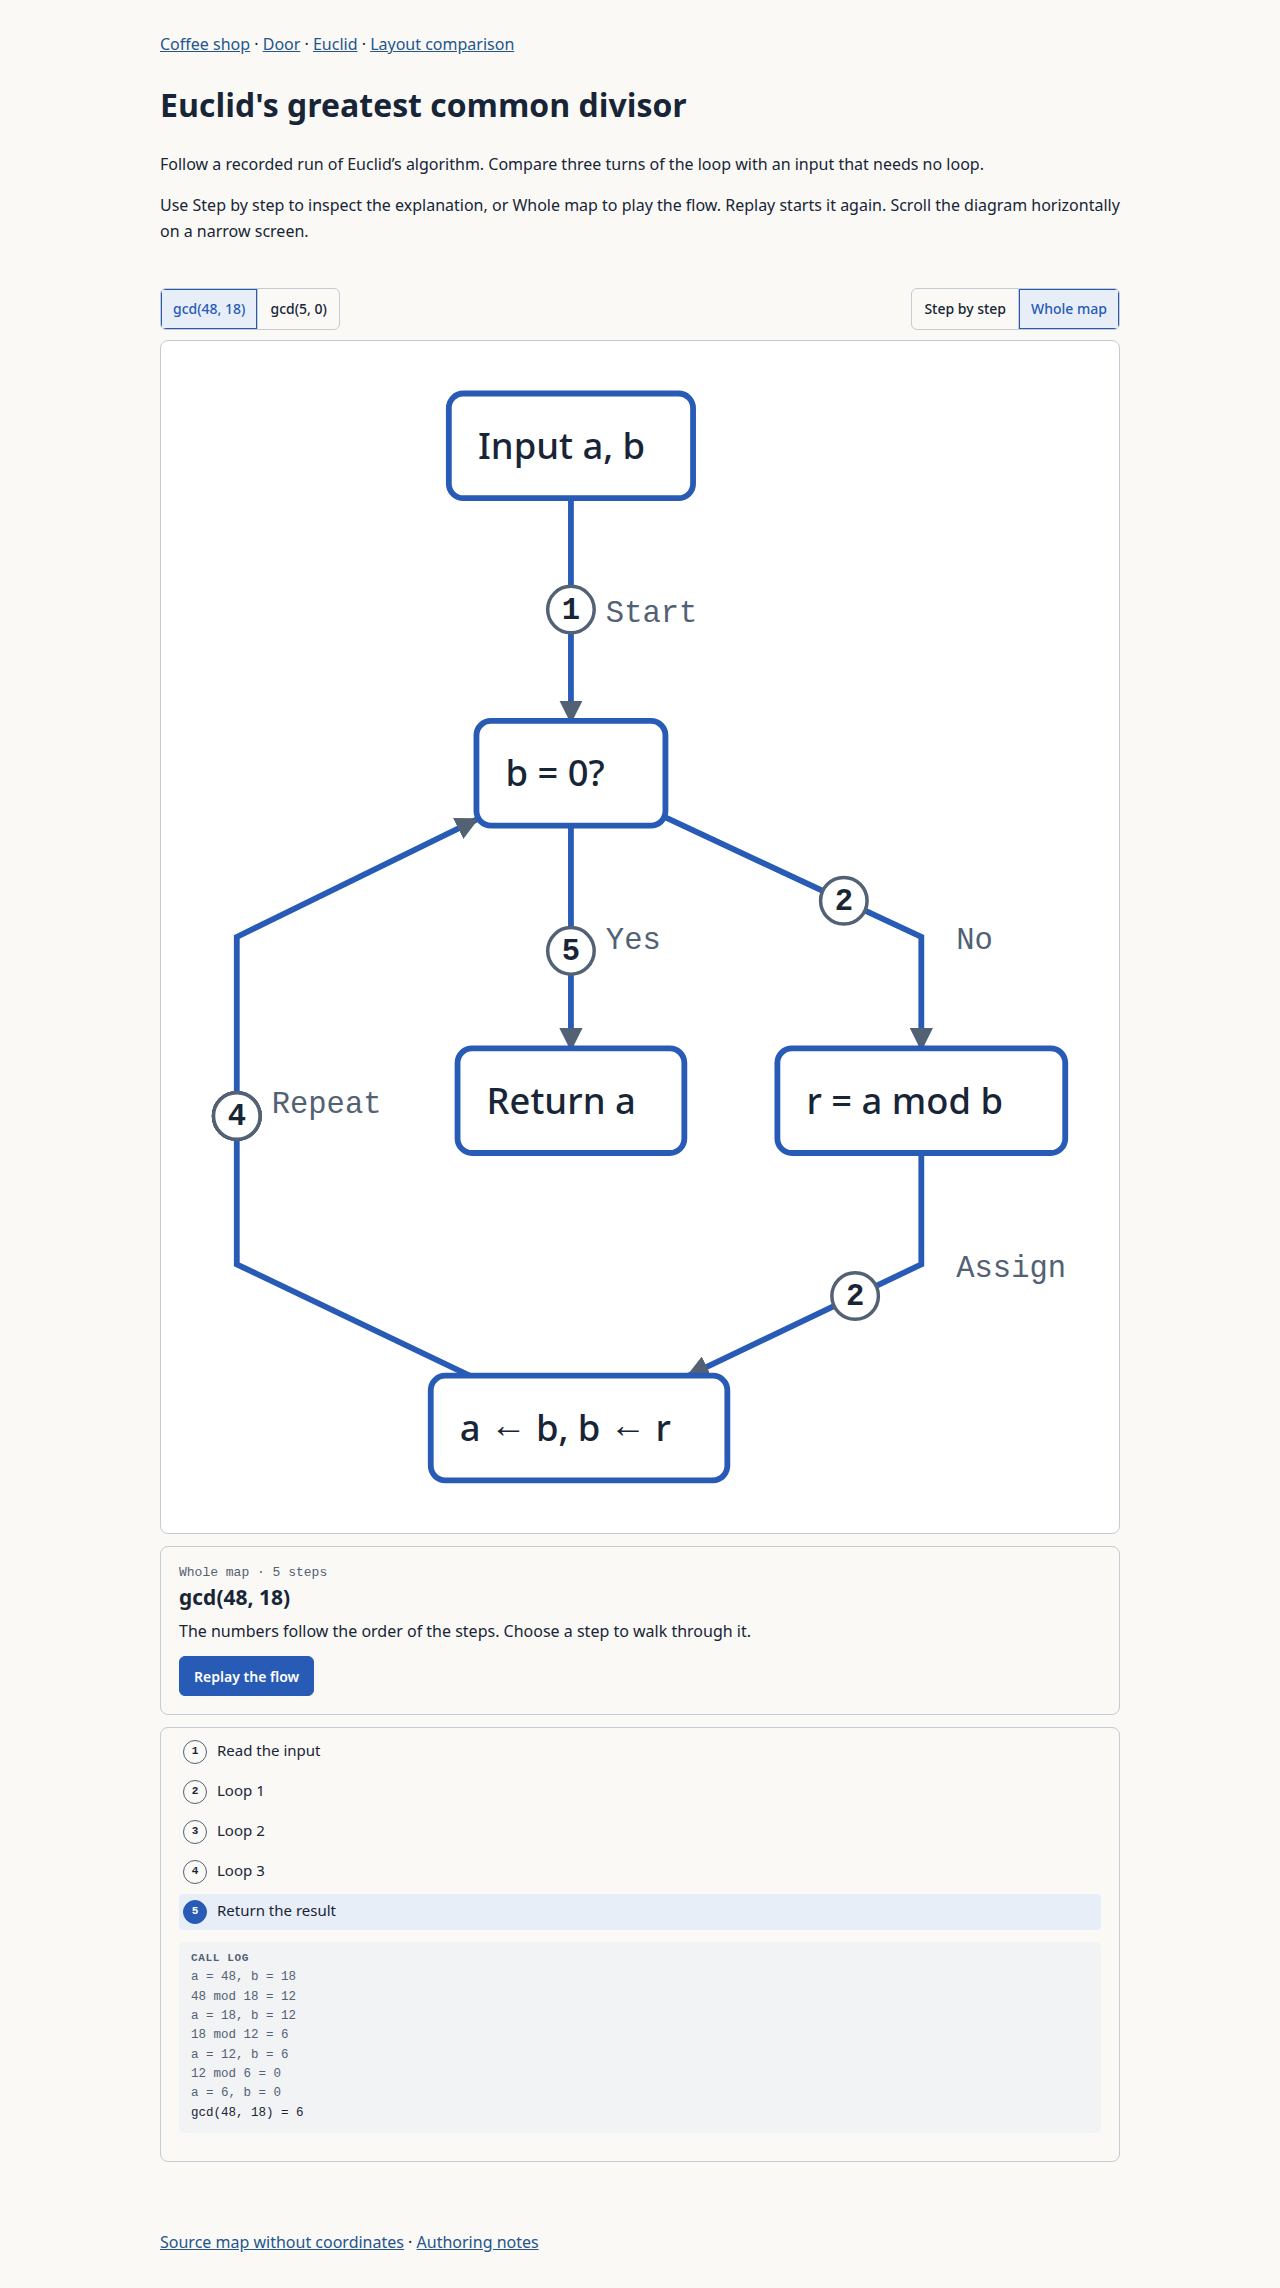 Coffee shop · Door · Euclid · Layout comparison
Euclid's greatest common divisor
Follow a recorded run of Euclid’s algorithm. Compare three turns of the loop with an input that needs no loop.
Use Step by step to inspect the explanation, or Whole map to play the flow. Replay starts it again. Scroll the diagram horizontally
on a narrow screen.
gcd(48, 18) gcd(5, 0) Step by step Whole map
Input a, b
1 Start
b = 0?
2
5 Yes No
4 Repeat Return a r = a mod b
Assign
2
a ← b, b ← r
Whole map · 5 steps
gcd(48, 18)
The numbers follow the order of the steps. Choose a step to walk through it.
Replay the flow
1 Read the input
2 Loop 1
3 Loop 2
4 Loop 3
5 Return the result
CALL LOG
a = 48, b = 18
48 mod 18 = 12
a = 18, b = 12
18 mod 12 = 6
a = 12, b = 6
12 mod 6 = 0
a = 6, b = 0
gcd(48, 18) = 6
Source map without coordinates · Authoring notes